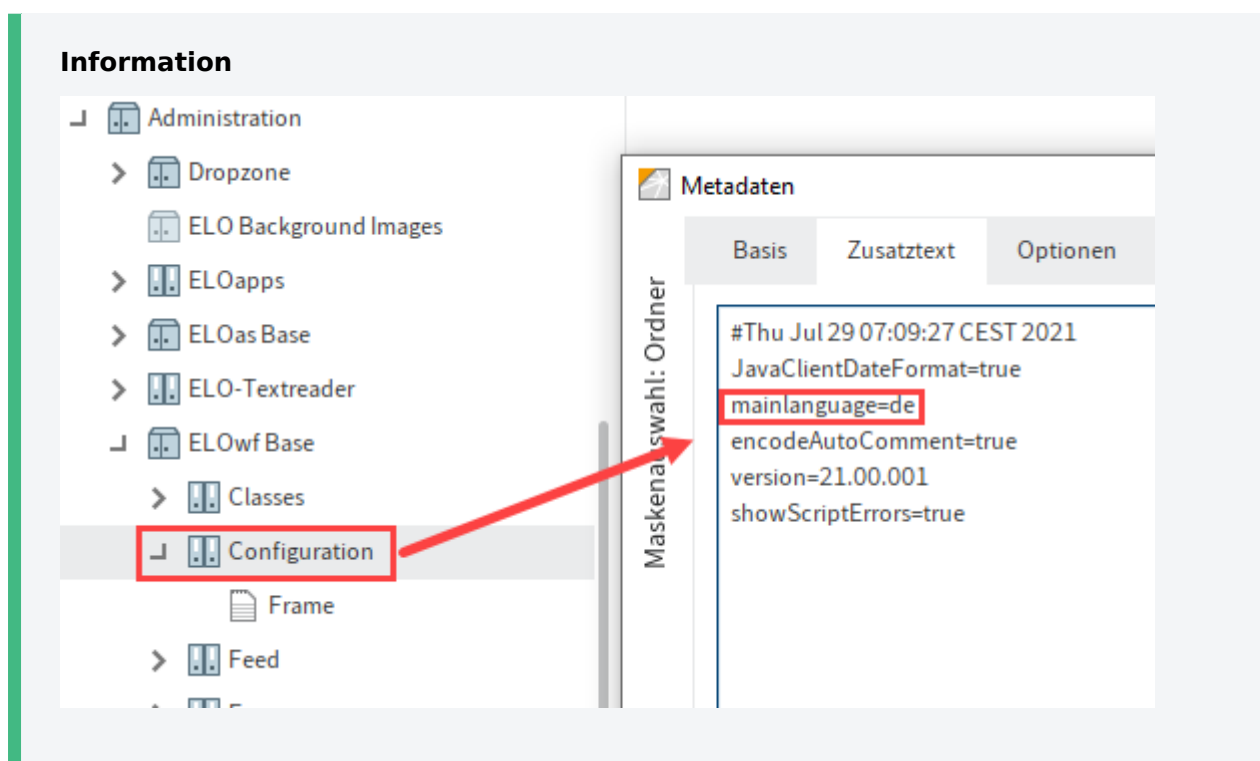 Information
Administration
Dropzone
ELO Background Images
ELOapps
ELOas Base
ELO-Textreader
ELOwf Base
Classes
Configuration
Frame
Feed
Metadaten
Basis
Zusatztext
Optionen
Maskenauswahl: Ordner
#Thu Jul 29 07:09:27 CEST 2021
JavaClientDateFormat=true
mainlanguage=de
encodeAutoComment=true
version=21.00.001
showScriptErrors=true